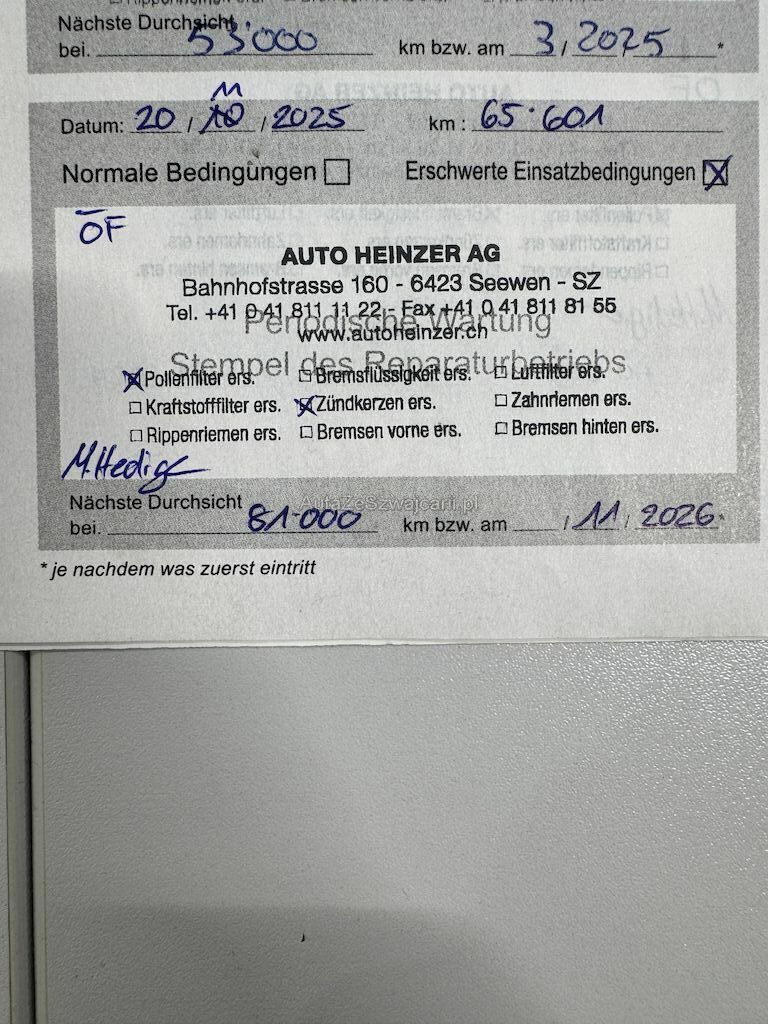 Nächste Durchsicht
bei. 53'000 km bzw. am 3/2025 *
11
Datum: 20 / 10 / 2025 km : 65.601
Normale Bedingungen ☐ Erschwerte Einsatzbedingungen ☒
ÖF
AUTO HEINZER AG
Bahnhofstrasse 160 - 6423 Seewen - SZ
Tel. +41 0 41 811 11 22 - Fax +41 0 41 811 81 55
Periodische Wartung
www.autoheinzer.ch
Stempel des Reparaturbetriebs
☒ Pollenfilter ers. ☐ Bremsflüssigkeit ers. ☐ Luftfilter ers.
☐ Kraftstofffilter ers. ☒ Zündkerzen ers. ☐ Zahnriemen ers.
☐ Rippenriemen ers. ☐ Bremsen vorne ers. ☐ Bremsen hinten ers.
M. Hediger
Nächste Durchsicht
AutaZeSzwajcarii.pl
bei. 81.000 km bzw. am / 11 / 2026 *
* je nachdem was zuerst eintritt